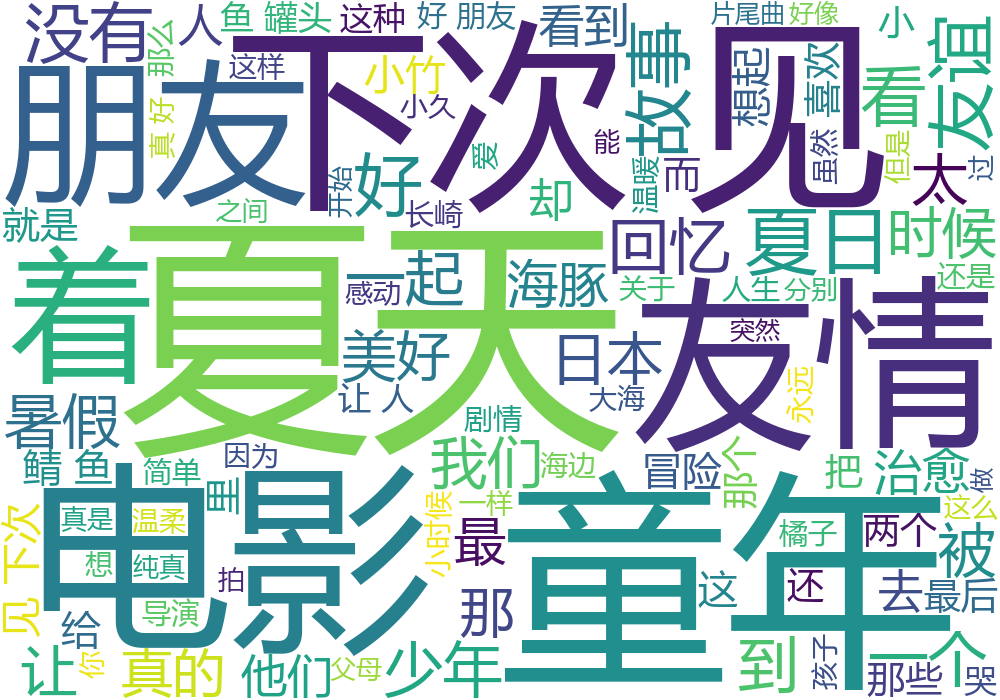 没有
人
鱼 罐头
这种
好 朋友
看到
片尾曲
好像
小
那么
这样
小竹
小久
下次 见
朋友
故事
想起
喜欢
看
友谊
真 好
爱
能
虽然
但是
太
过
开始
好
温暖
而
却
之间
长崎
就是
回忆
夏日
时候
夏天
着
一起
感动
海豚
关于
人生
分别
还是
友情
突然
美好
日本
让 人
大海
永远
暑假
剧情
因为
我们
海边
冒险
那个
把
治愈
做
鲭 鱼
简单
里
电影
小时候
一样
最
童年
这么
橘子
两个
被
下次 见
真是
温柔
想
纯真
拍
导演
给
那
这
还
去
最后
让
你
真的
他们
父母
少年
到
孩子
一个
那些
哭